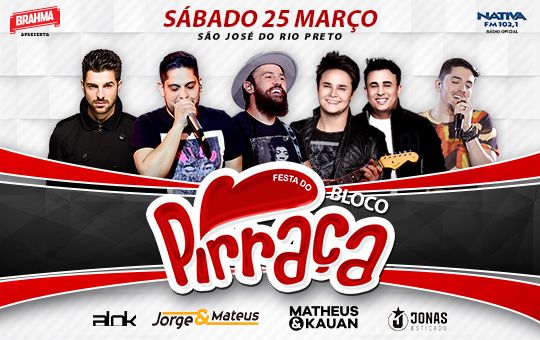 BRAHMA
APRESENTA
SÁBADO 25 MARÇO
SÃO JOSÉ DO RIO PRETO
NATIVA
FM 102,1
RÁDIO OFICIAL
FESTA DO
BLOCO
Pirraça
alok
Jorge & Mateus
MATHEUS
& KAUAN
JONAS
ESTICADO